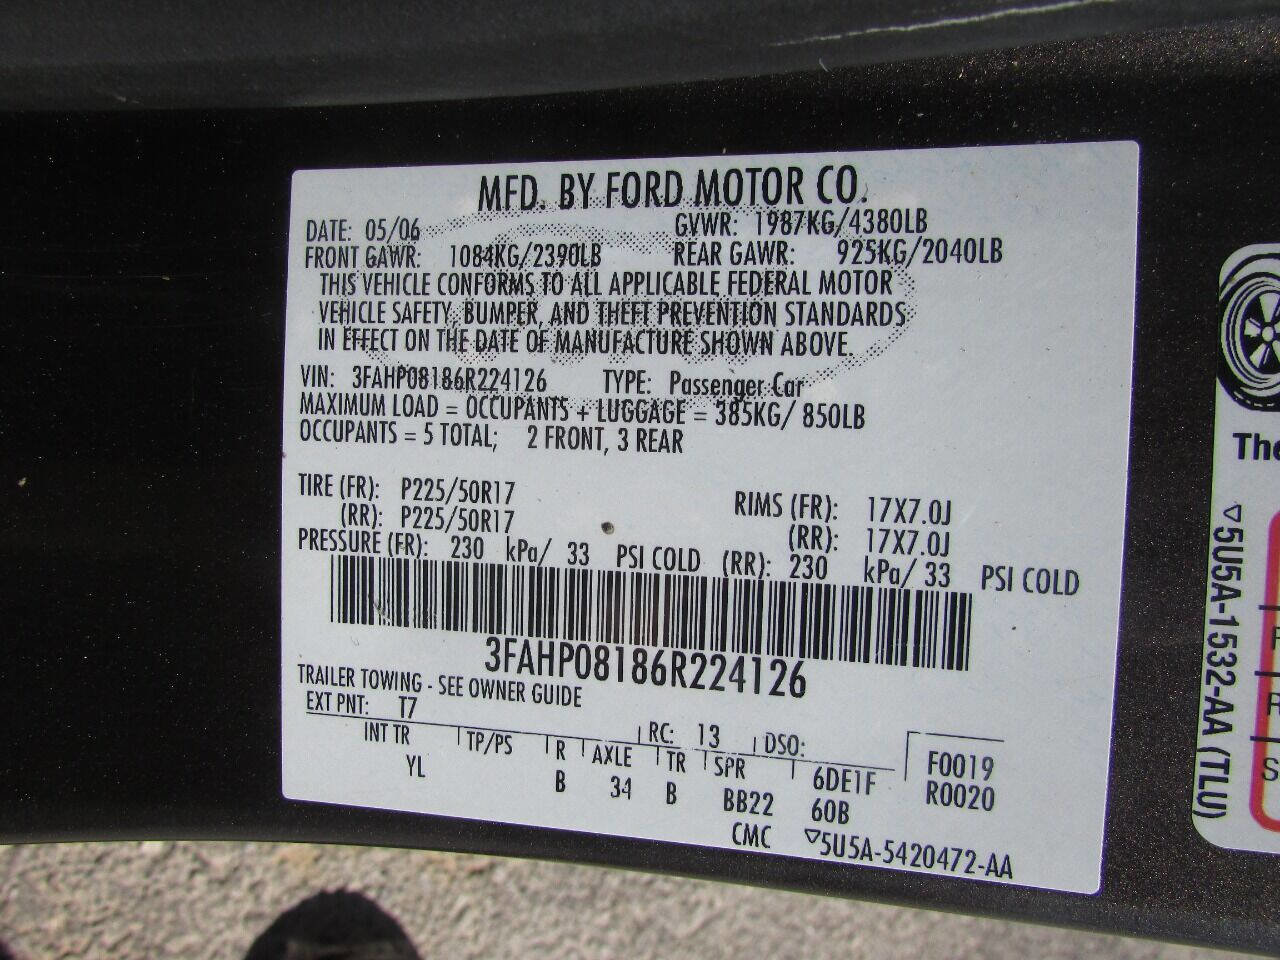 MFD. BY FORD MOTOR CO.
DATE: 05/06 GVWR: 1987KG/4380LB
FRONT GAWR: 1084KG/2390LB REAR GAWR: 925KG/2040LB
THIS VEHICLE CONFORMS TO ALL APPLICABLE FEDERAL MOTOR
VEHICLE SAFETY, BUMPER, AND THEFT PREVENTION STANDARDS
IN EFFECT ON THE DATE OF MANUFACTURE SHOWN ABOVE.
VIN: 3FAHP08186R224126 TYPE: Passenger Car
MAXIMUM LOAD = OCCUPANTS + LUGGAGE = 385KG/ 850LB
OCCUPANTS = 5 TOTAL; 2 FRONT, 3 REAR
TIRE (FR): P225/50R17 RIMS (FR): 17X7.0J
(RR): P225/50R17 (RR): 17X7.0J
PRESSURE (FR): 230 kPa/ 33 PSI COLD (RR): 230 kPa/ 33 PSI COLD
3FAHP08186R224126
TRAILER TOWING - SEE OWNER GUIDE
EXT PNT: T7 RC: 13 DSO:
INT TR TP/PS R AXLE TR SPR 6DE1F F0019
YL B 34 B BB22 60B R0020
CMC ▽5U5A-5420472-AA
The
▽5U5A-1532-AA (TLU)
F
R
S